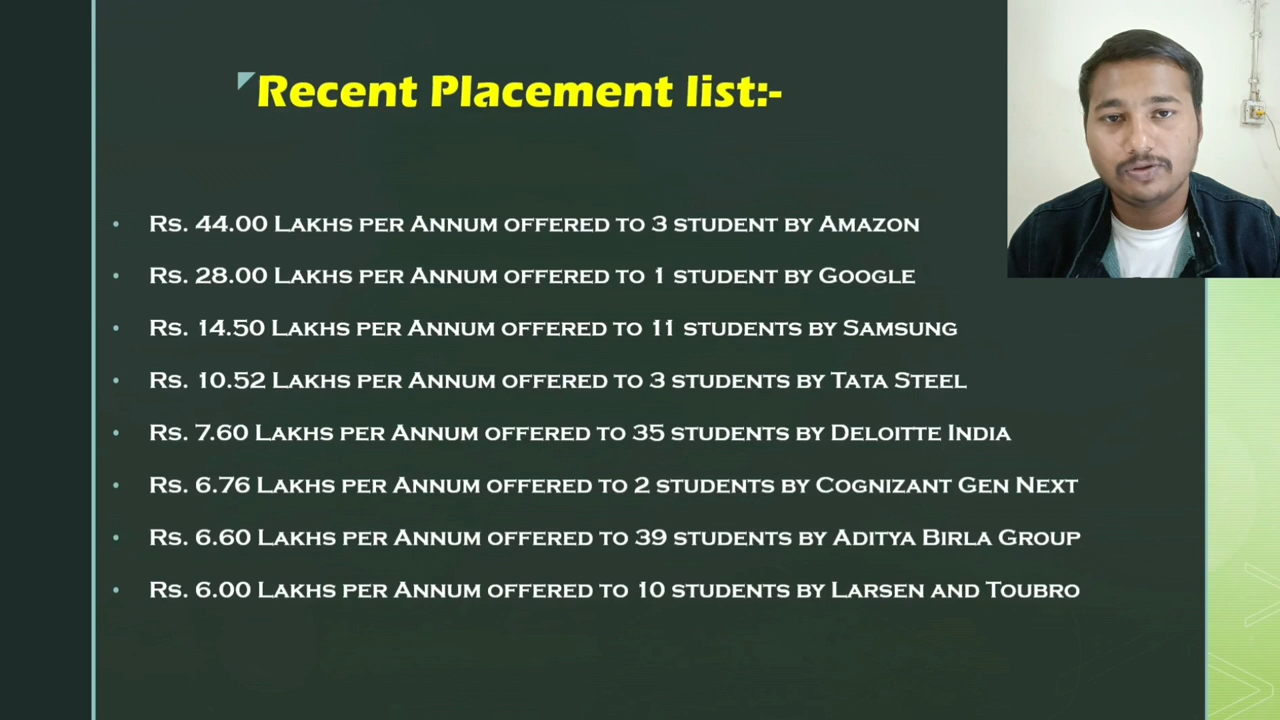 Recent Placement list:-
Rs. 44.00 Lakhs per Annum offered to 3 student by Amazon
Rs. 28.00 Lakhs per Annum offered to 1 student by Google
Rs. 14.50 Lakhs per Annum offered to 11 students by Samsung
Rs. 10.52 Lakhs per Annum offered to 3 students by Tata Steel
Rs. 7.60 Lakhs per Annum offered to 35 students by Deloitte India
Rs. 6.76 Lakhs per Annum offered to 2 students by Cognizant Gen Next
Rs. 6.60 Lakhs per Annum offered to 39 students by Aditya Birla Group
Rs. 6.00 Lakhs per Annum offered to 10 students by Larsen and Toubro